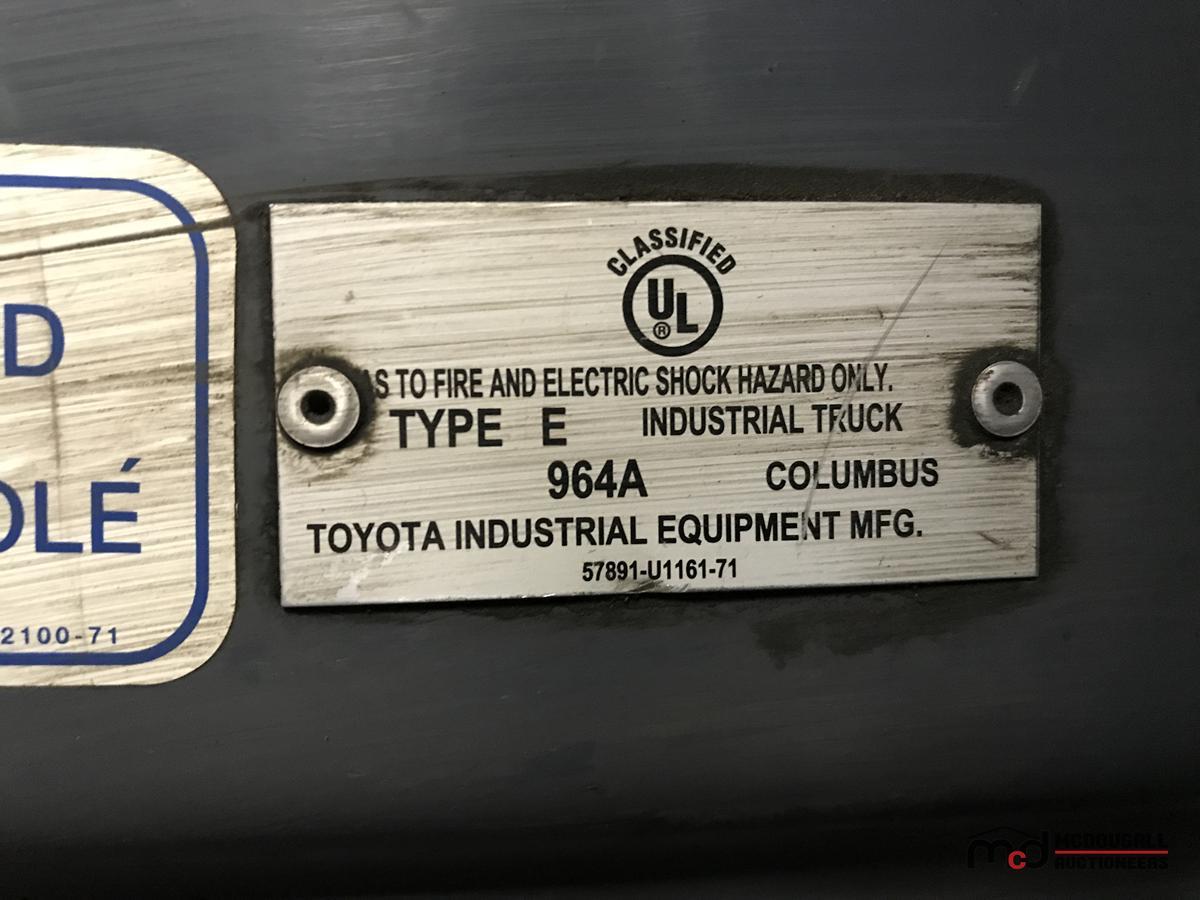 CLASSIFIED
UL
®
AS TO FIRE AND ELECTRIC SHOCK HAZARD ONLY.
TYPE E INDUSTRIAL TRUCK
964A COLUMBUS
TOYOTA INDUSTRIAL EQUIPMENT MFG.
57891-U1161-71
D
OLÉ
2100-71
mcd MCDOUGALL
AUCTIONEERS